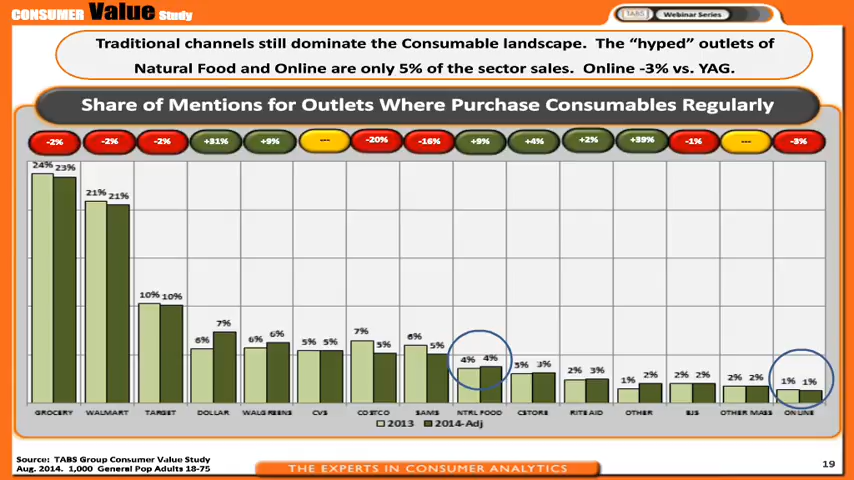 CONSUMER Value Study
TABS Webinar Series
Traditional channels still dominate the Consumable landscape. The “hyped” outlets of
Natural Food and Online are only 5% of the sector sales. Online -3% vs. YAG.
Share of Mentions for Outlets Where Purchase Consumables Regularly
-2% -2% -2% +31% +9% --- -20% -16% +9% +4% +2% +39% -1% --- -3%
24% 23% 21% 21% 10% 10% 6% 7% 6% 6% 5% 5% 7% 5% 6% 5% 4% 4% 3% 3% 2% 3% 1% 2% 2% 2% 2% 2% 1% 1%
GROCERY WALMART TARGET DOLLAR WALGREENS CVS COSTCO SAMS NTRL FOOD CSTORE RITE AID OTHER BJS OTHER MASS ONLINE
2013 2014-Adj
Source: TABS Group Consumer Value Study
Aug. 2014. 1,000 General Pop Adults 18-75
THE EXPERTS IN CONSUMER ANALYTICS
19